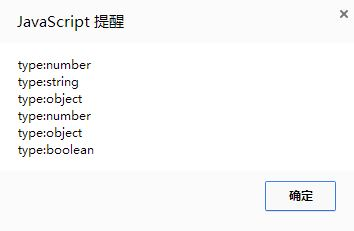 JavaScript 提醒
type:number
type:string
type:object
type:number
type:object
type:boolean
确定